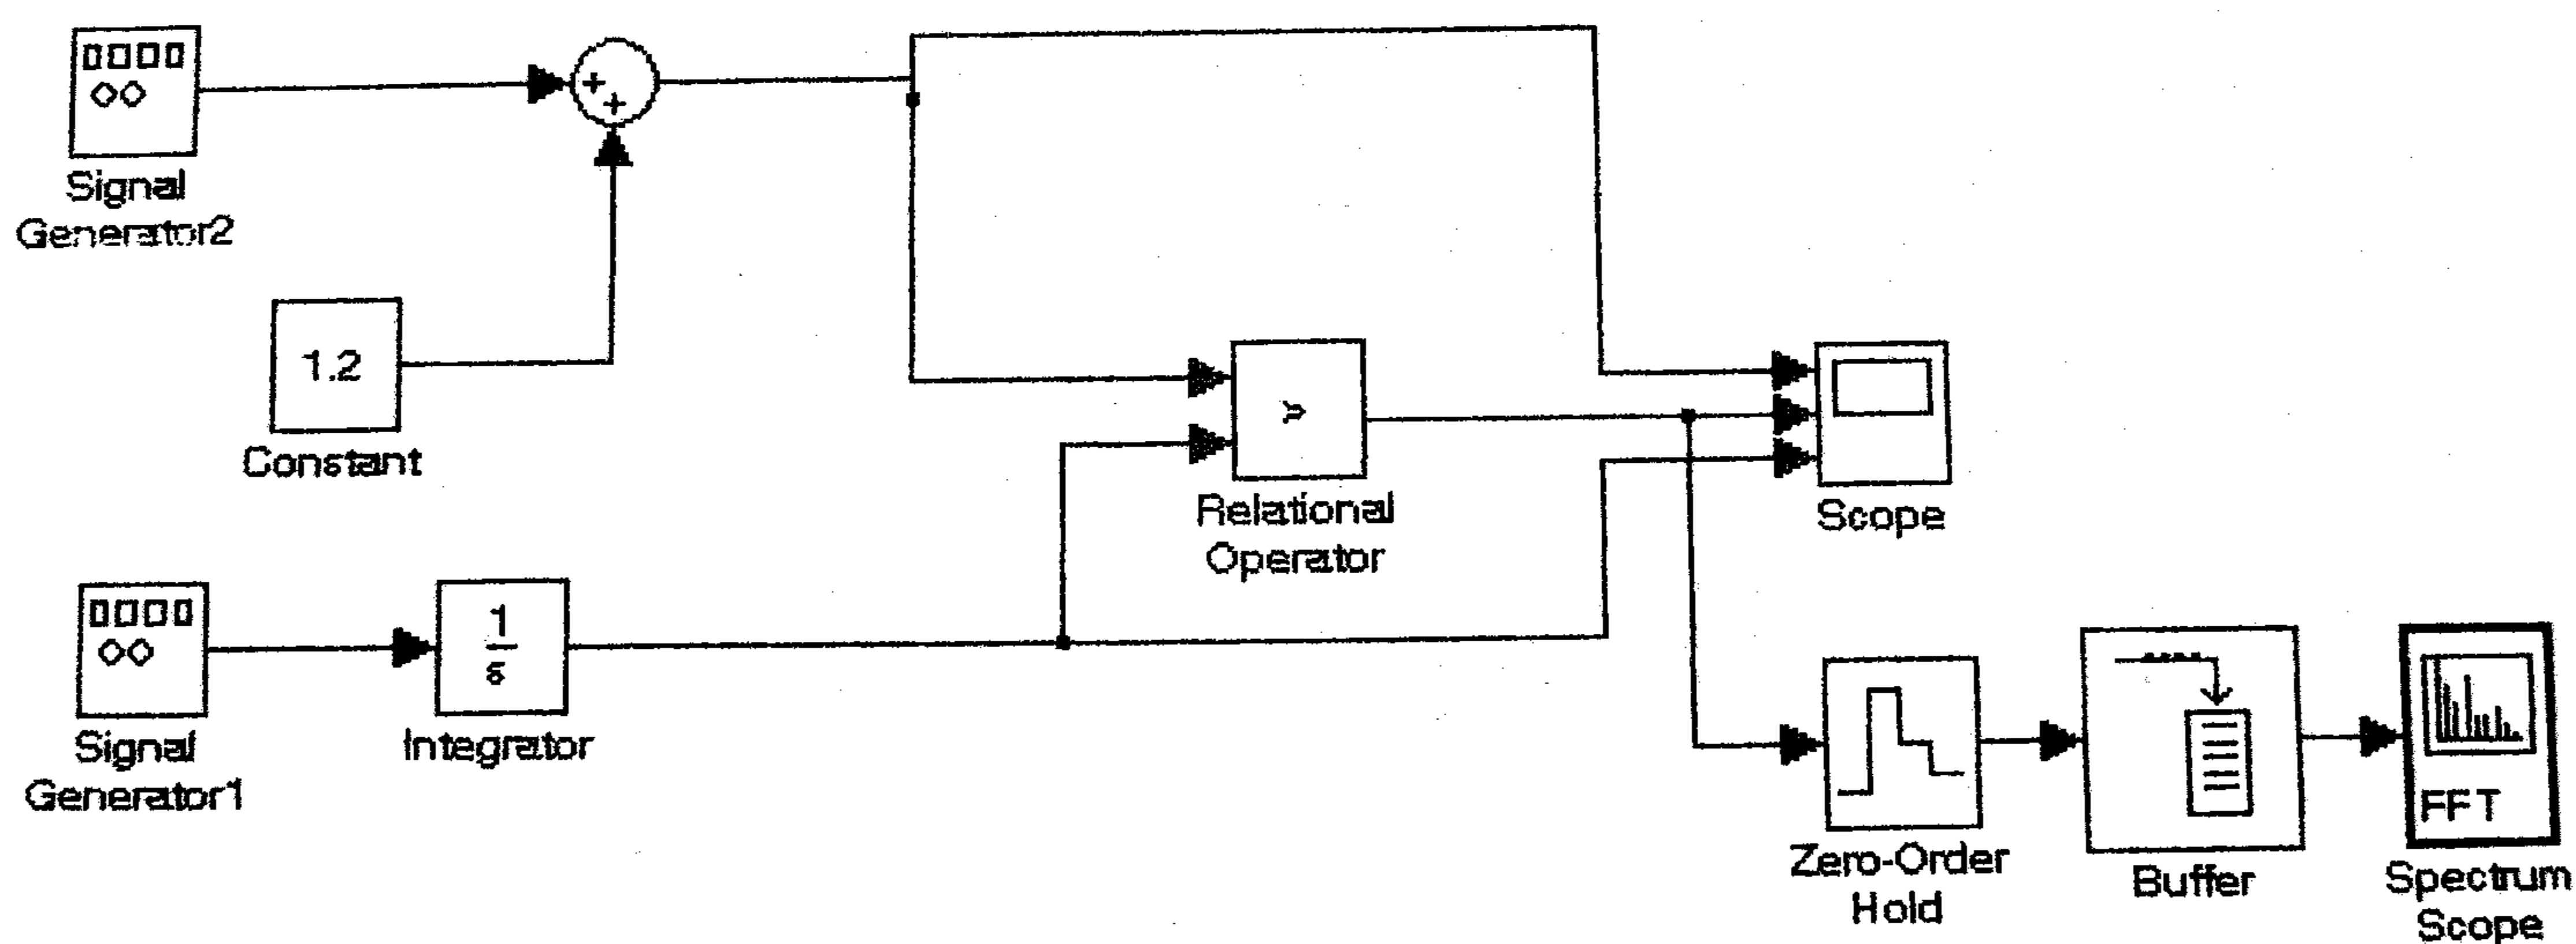 +
+
Signal
Generator2
1.2
Constant
>
Relational
Operator
Scope
Signal
Generator1
1
s
Integrator
Zero-Order
Hold
Buffer
FFT
Spectrum
Scope